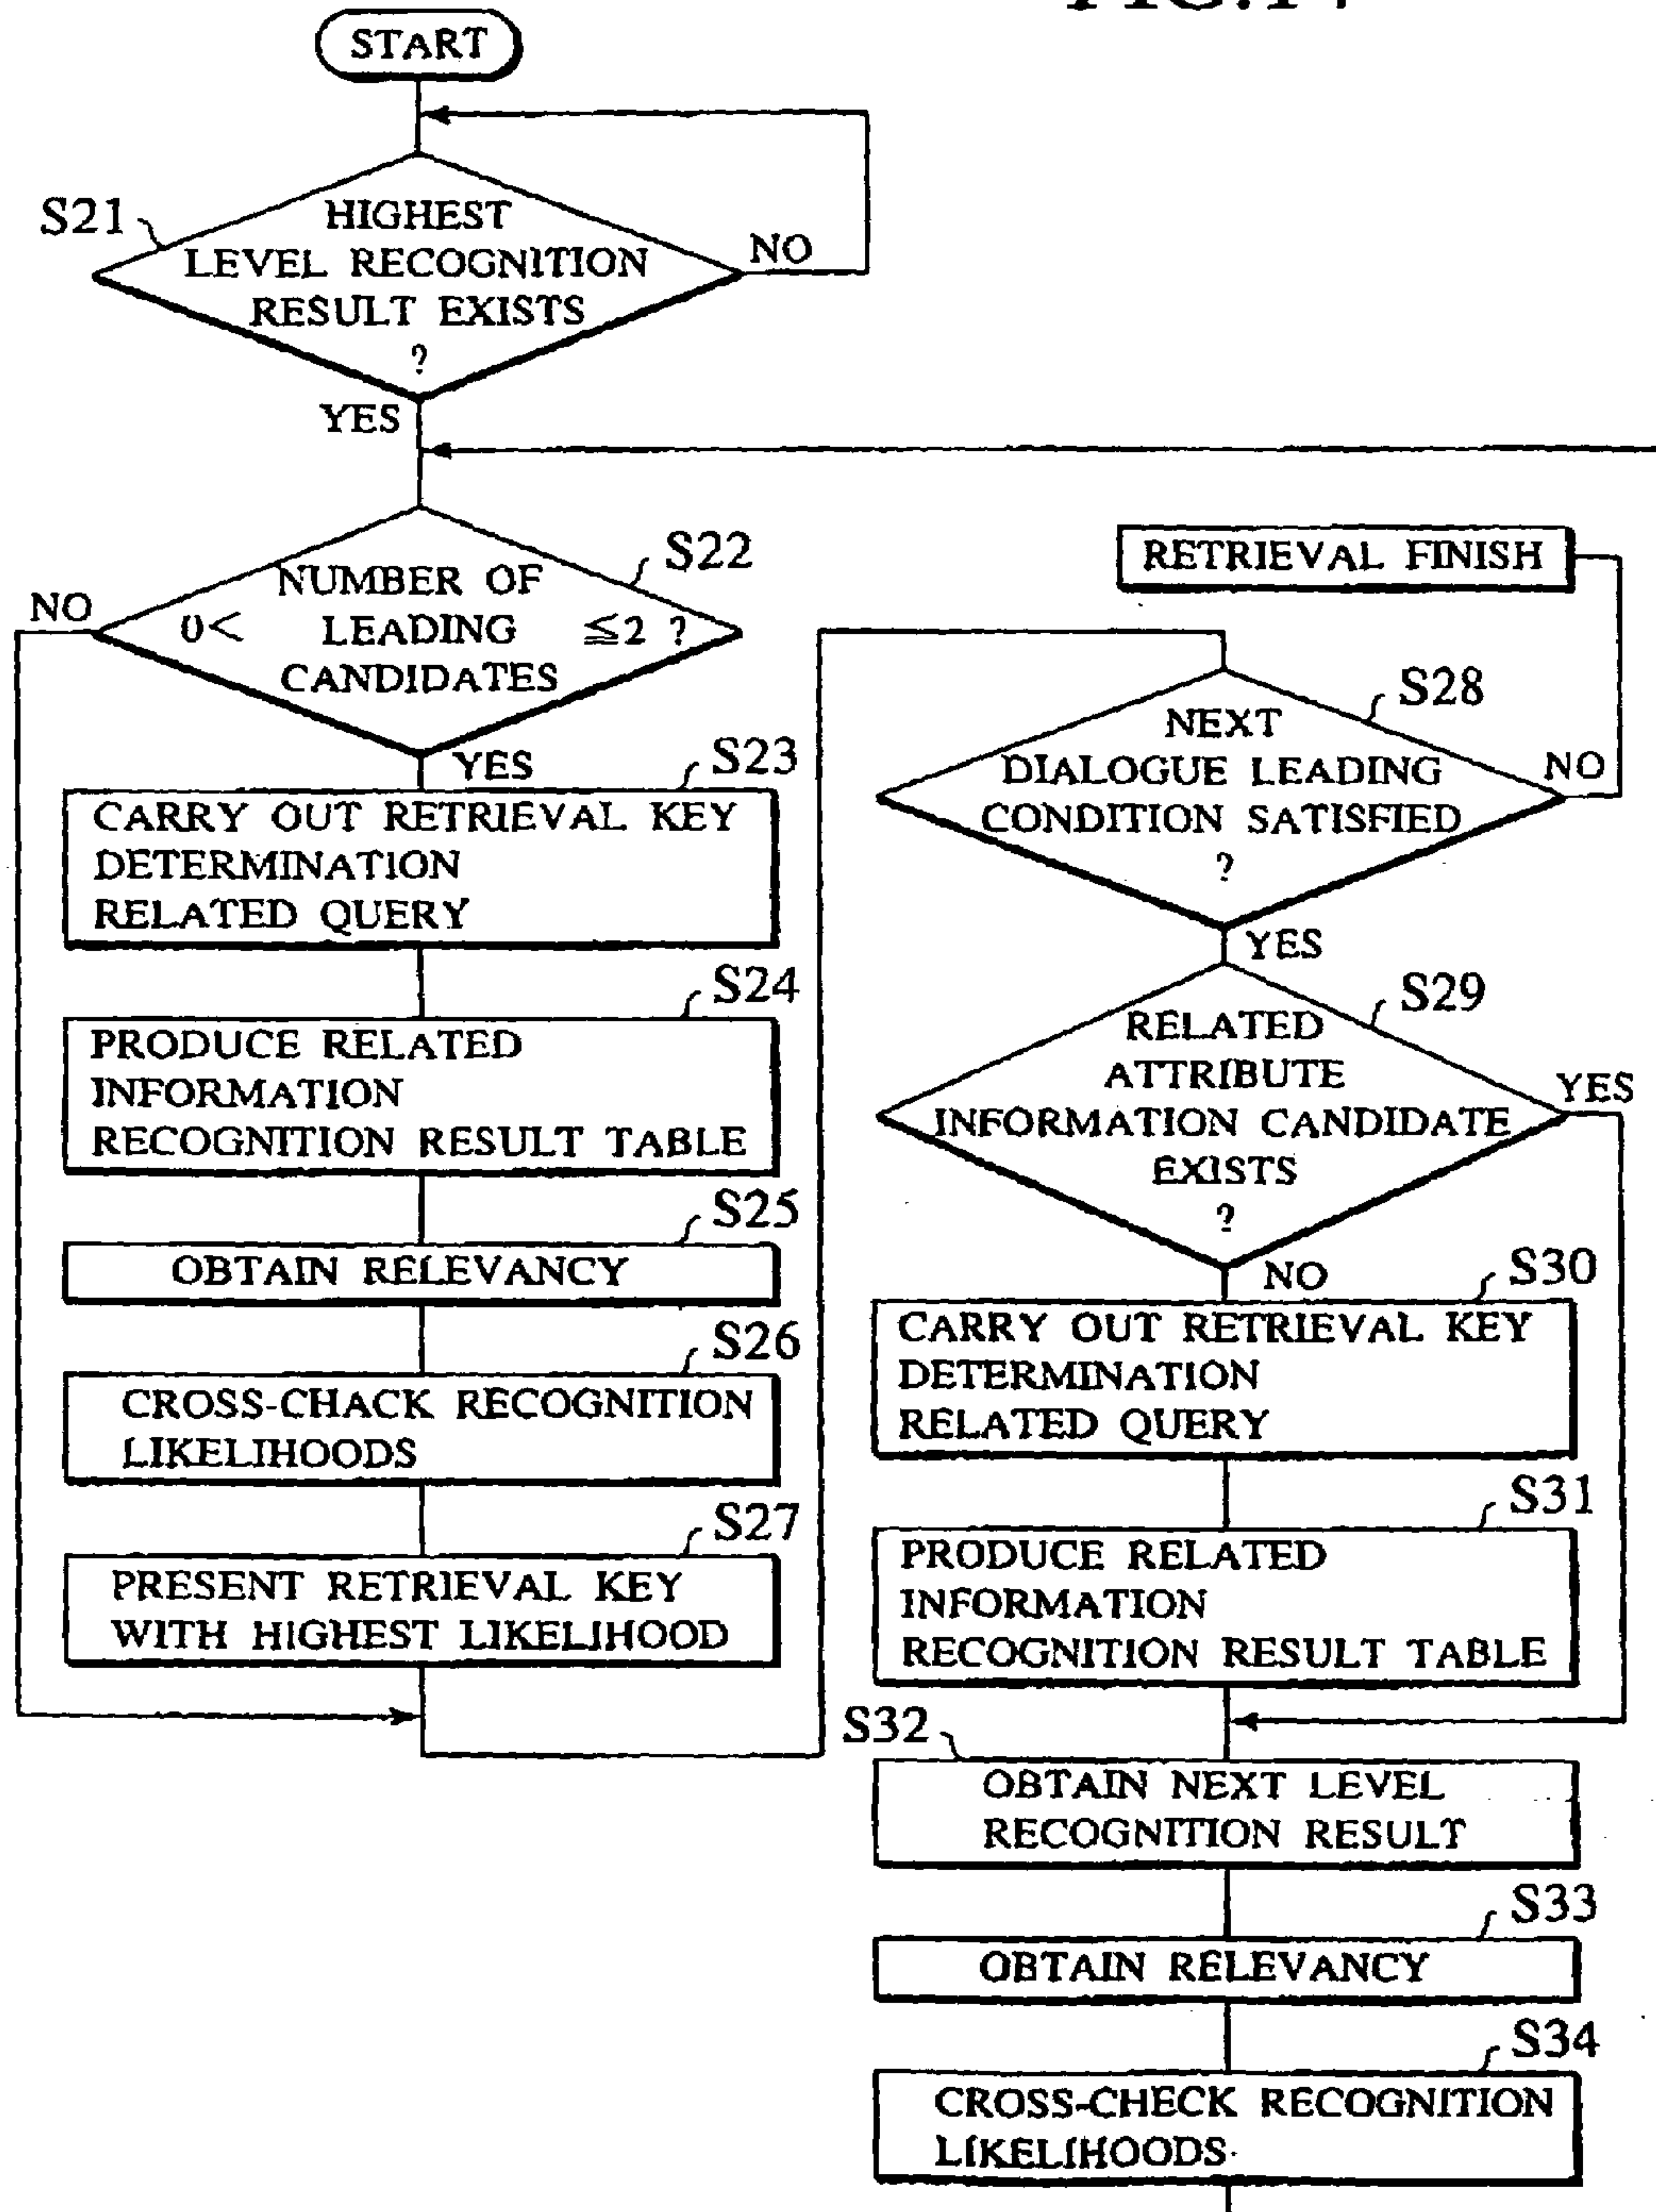 START
S21
HIGHEST
LEVEL RECOGNITION
RESULT EXISTS
?
NO
YES
S22
NUMBER OF
0< LEADING ≦2 ?
CANDIDATES
NO
YES
S23
CARRY OUT RETRIEVAL KEY
DETERMINATION
RELATED QUERY
S24
PRODUCE RELATED
INFORMATION
RECOGNITION RESULT TABLE
S25
OBTAIN RELEVANCY
S26
CROSS-CHACK RECOGNITION
LIKELIHOODS
S27
PRESENT RETRIEVAL KEY
WITH HIGHEST LIKELIHOOD
RETRIEVAL FINISH
S28
NEXT
DIALOGUE LEADING
CONDITION SATISFIED
?
NO
YES
S29
RELATED
ATTRIBUTE
INFORMATION CANDIDATE
EXISTS
?
YES
NO
S30
CARRY OUT RETRIEVAL KEY
DETERMINATION
RELATED QUERY
S31
PRODUCE RELATED
INFORMATION
RECOGNITION RESULT TABLE
S32
OBTAIN NEXT LEVEL
RECOGNITION RESULT
S33
OBTAIN RELEVANCY
S34
CROSS-CHECK RECOGNITION
LIKELIHOODS